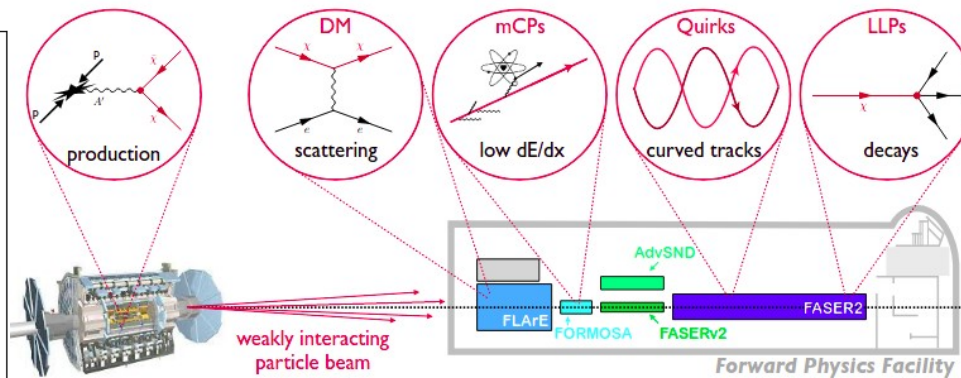 DM
mCPs
Quirks
LLPs
p
p
A'
χ̄
χ
χ
χ
e
e
χ
production
scattering
low dE/dx
curved tracks
decays
AdvSND
FLArE
FORMOSA
FASERv2
FASER2
weakly interacting
particle beam
Forward Physics Facility